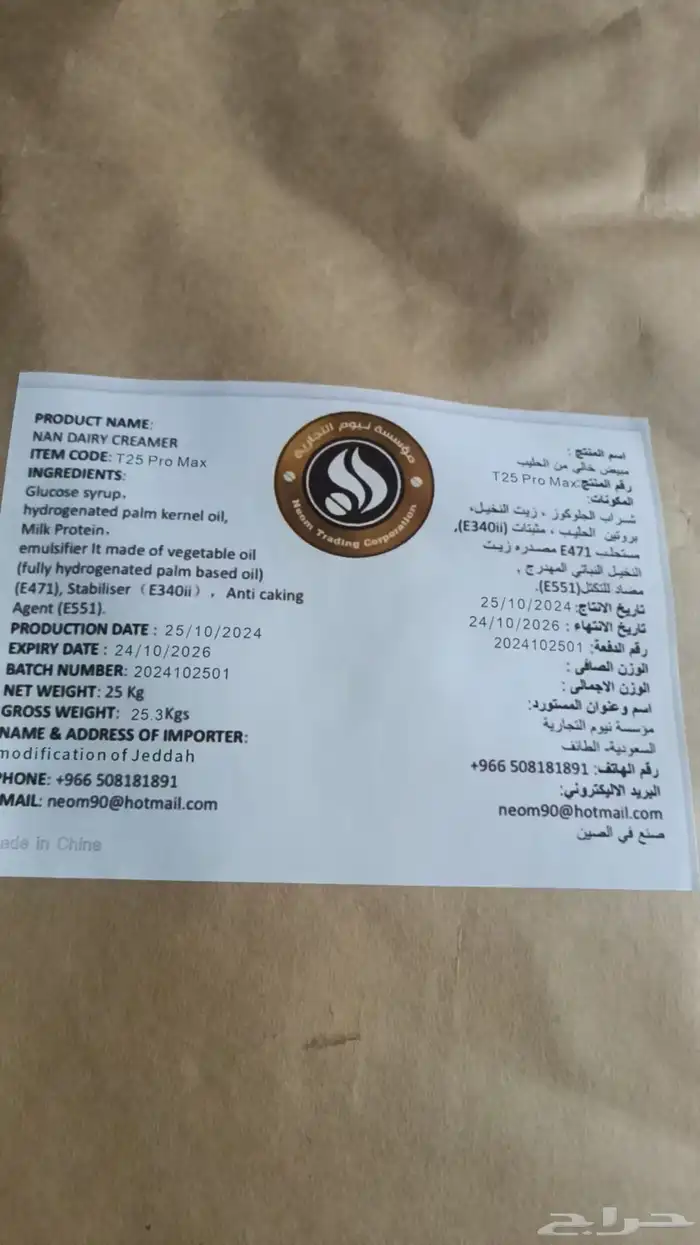 PRODUCT NAME:
NAN DAIRY CREAMER
ITEM CODE: T25 Pro Max
INGREDIENTS:
Glucose syrup,
hydrogenated palm kernel oil,
Milk Protein,
emulsifier It made of vegetable oil
(fully hydrogenated palm based oil)
(E471), Stabiliser (E340ii), Anti caking
Agent (E551).
PRODUCTION DATE : 25/10/2024
EXPIRY DATE : 24/10/2026
BATCH NUMBER: 2024102501
NET WEIGHT: 25 Kg
GROSS WEIGHT: 25.3Kgs
NAME & ADDRESS OF IMPORTER:
modification of Jeddah
PHONE: +966 508181891
MAIL: neom90@hotmail.com
ade in China
مؤسسة نيوم التجارية
Neom Trading Corporation
اسم المنتج :
مبيض خالي من الحليب
رقم المنتج:T25 Pro Max
المكونات:
شراب الجلوكوز ، زيت النخيل،
بروتين الحليب ، مثبتات (E340ii),
مستحلب E471 مصدره زيت
النخيل النباتي المهدرج ,
مضاد للتكتل(E551).
تاريخ الانتاج: 25/10/2024
تاريخ الانتهاء : 24/10/2026
رقم الدفعة: 2024102501
الوزن الصافي :
الوزن الاجمالي :
اسم وعنوان المستورد:
مؤسسة نيوم التجارية
السعودية- الطائف
رقم الهاتف: +966 508181891
البريد الاليكتروني:
neom90@hotmail.com
صنع في الصين
حراج